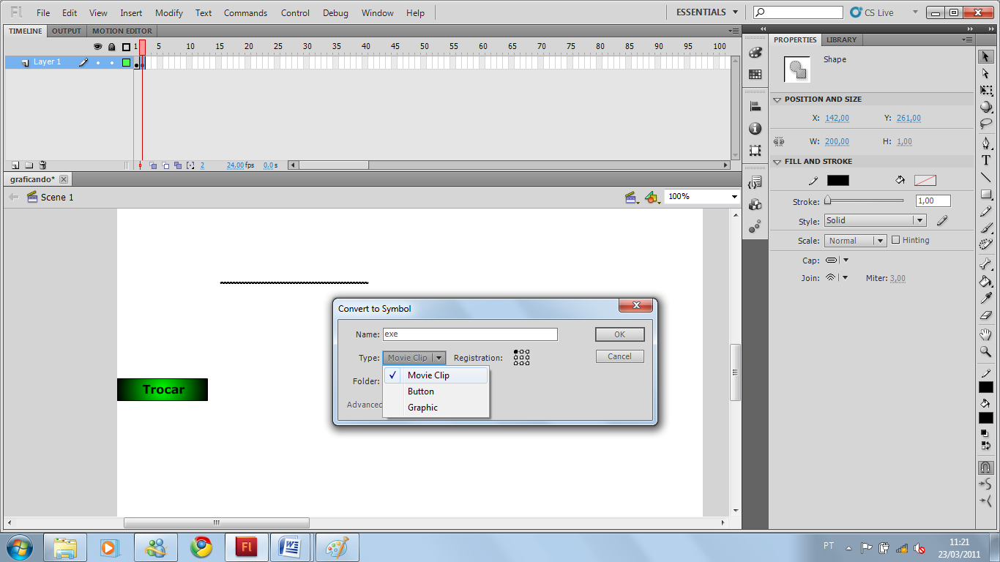 Fl File Edit View Insert Modify Text Commands Control Debug Window Help ESSENTIALS CS Live
TIMELINE OUTPUT MOTION EDITOR
1 5 10 15 20 25 30 35 40 45 50 55 60 65 70 75 80 85 90 95 100
Layer 1
2 24,00 fps 0,0 s
graficando*
Scene 1
100%
Trocar
Convert to Symbol
Name: exe
OK
Type: Movie Clip
Registration:
Cancel
Movie Clip
Folder:
Button
Advanced
Graphic
PROPERTIES LIBRARY
Shape
POSITION AND SIZE
X: 142,00 Y: 261,00
W: 200,00 H: 1,00
FILL AND STROKE
Stroke: 1,00
Style: Solid
Scale: Normal Hinting
Cap:
Join: Miter: 3,00
T
Fl W PT 11:21
23/03/2011